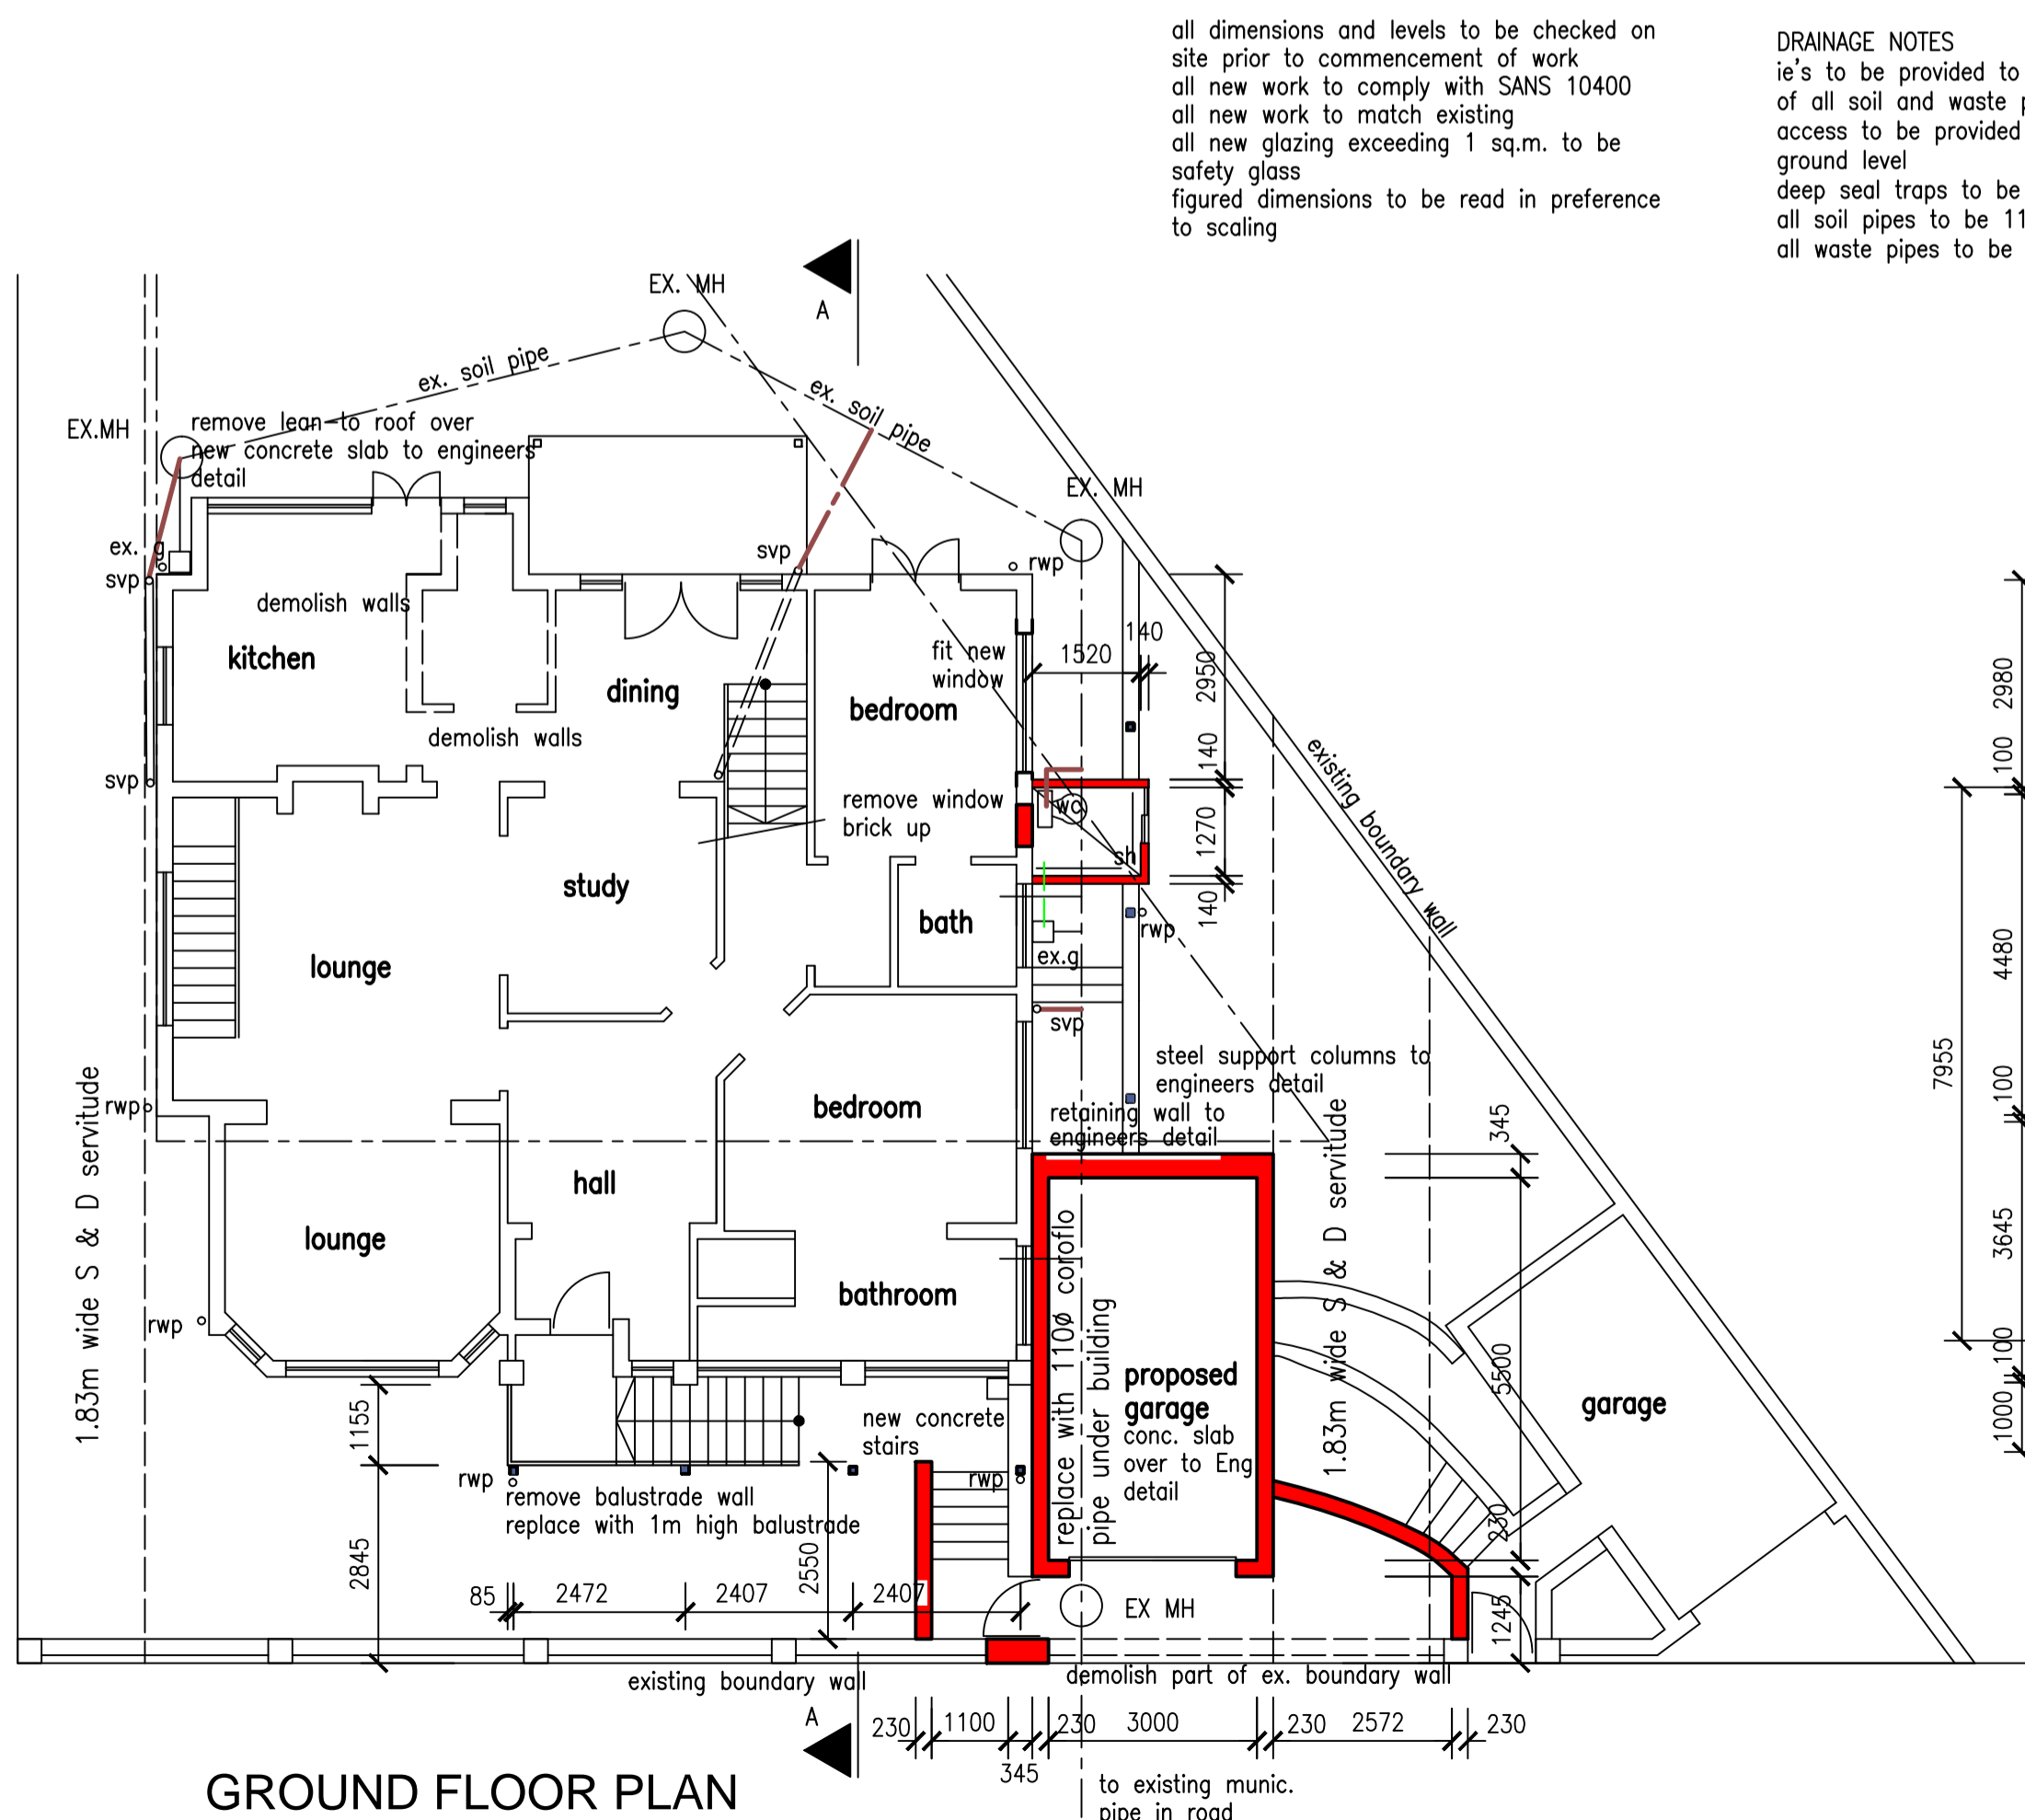 all dimensions and levels to be checked on
site prior to commencement of work
all new work to comply with SANS 10400
all new work to match existing
all new glazing exceeding 1 sq.m. to be
safety glass
figured dimensions to be read in preference
to scaling
DRAINAGE NOTES
ie's to be provided to
of all soil and waste
access to be provided
ground level
deep seal traps to be
all soil pipes to be 11
all waste pipes to be
EX. MH
A
ex. soil pipe
ex. soil pipe
EX.MH
remove lean-to roof over
new concrete slab to engineers
detail
EX. MH
ex. g
svp
svp
rwp
demolish walls
kitchen
dining
demolish walls
bedroom
fit new
window
1520
140
2950
140
1270
140
svp
remove window
brick up
wc
sh
study
bath
rwp
ex.g
lounge
svp
existing boundary wall
steel support columns to
engineers detail
retaining wall to
engineers detail
rwp
bedroom
1.83m wide S & D servitude
hall
lounge
bathroom
rwp
replace with 110ø coroflo
pipe under building
proposed
garage
conc. slab
over to Eng
detail
1.83m wide S & D servitude
garage
345
5500
230
1245
2980
100
4480
7955
100
3645
100
1000
1155
2845
new concrete
stairs
rwp
rwp
remove balustrade wall
replace with 1m high balustrade
2550
85
2472
2407
2407
EX MH
existing boundary wall
demolish part of ex. boundary wall
A
230
1100
345
230
3000
230
2572
230
GROUND FLOOR PLAN
to existing munic.
pipe in road